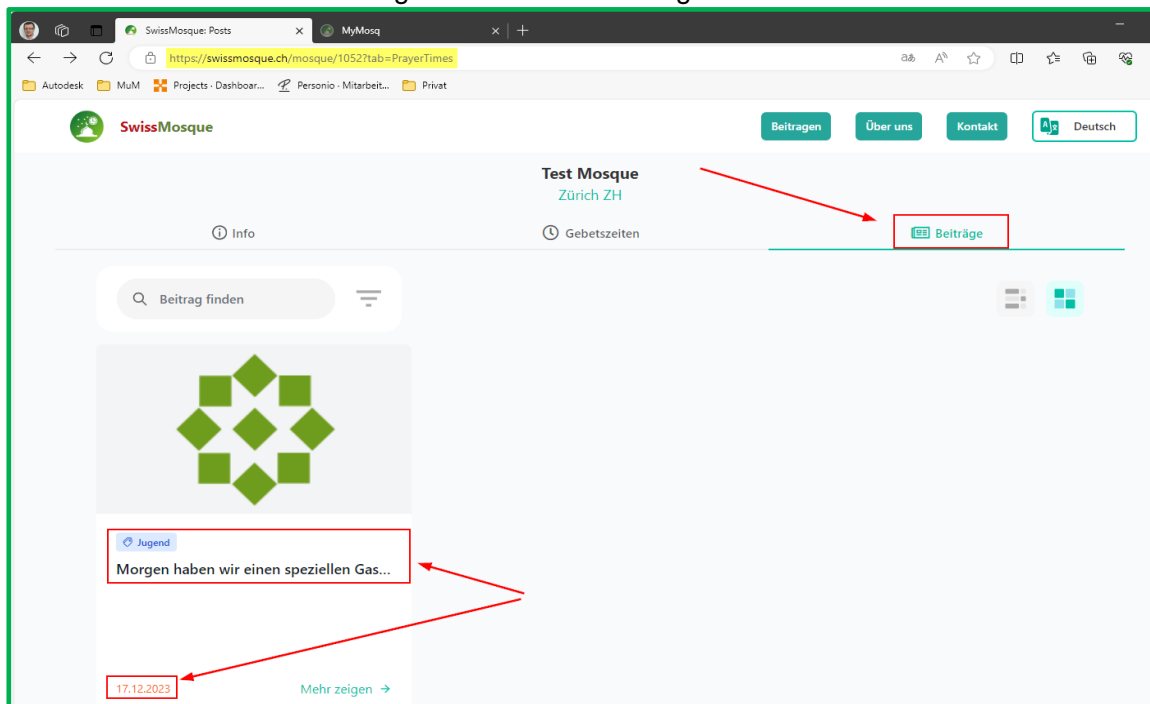 SwissMosque: Posts
MyMosq
https://swissmosque.ch/mosque/1052?tab=PrayerTimes
Autodesk MuM Projects · Dashboar... Personio · Mitarbeit... Privat
SwissMosque
Beitragen Über uns Kontakt Deutsch
Test Mosque
Zürich ZH
Info Gebetszeiten Beiträge
Beitrag finden
Jugend
Morgen haben wir einen speziellen Gas...
17.12.2023 Mehr zeigen →